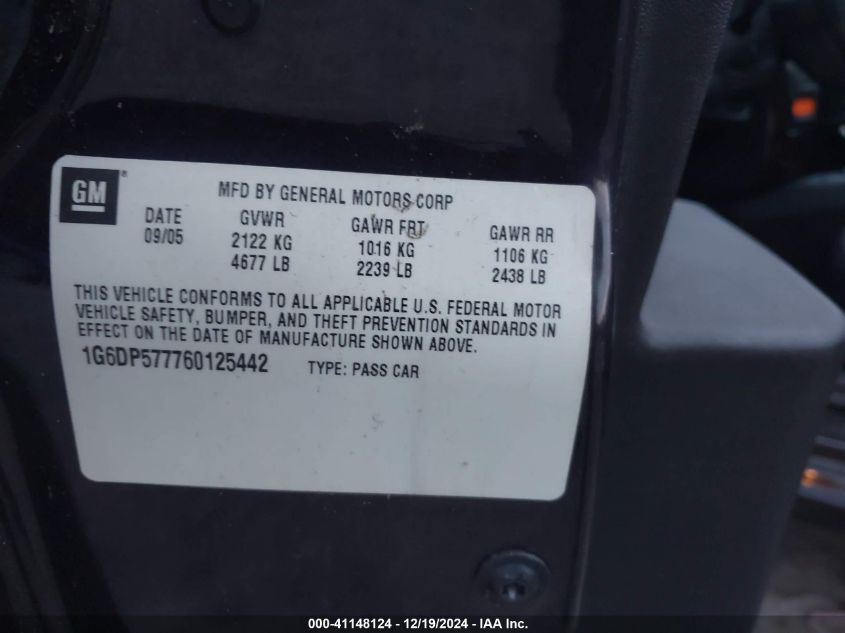 GM ®
MFD BY GENERAL MOTORS CORP
DATE GVWR GAWR FRT GAWR RR
09/05 2122 KG 1016 KG 1106 KG
4677 LB 2239 LB 2438 LB
THIS VEHICLE CONFORMS TO ALL APPLICABLE U.S. FEDERAL MOTOR
VEHICLE SAFETY, BUMPER, AND THEFT PREVENTION STANDARDS IN
EFFECT ON THE DATE OF MANUFACTURE SHOWN ABOVE.
1G6DP577760125442 TYPE: PASS CAR
000-41148124 - 12/19/2024 - IAA Inc.